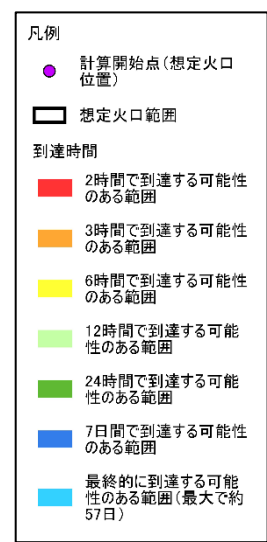 凡例
計算開始点(想定火口
位置)
想定火口範囲
到達時間
2時間で到達する可能性
のある範囲
3時間で到達する可能性
のある範囲
6時間で到達する可能性
のある範囲
12時間で到達する可能
性のある範囲
24時間で到達する可能
性のある範囲
7日間で到達する可能性
のある範囲
最終的に到達する可能
性のある範囲(最大で約
57日)